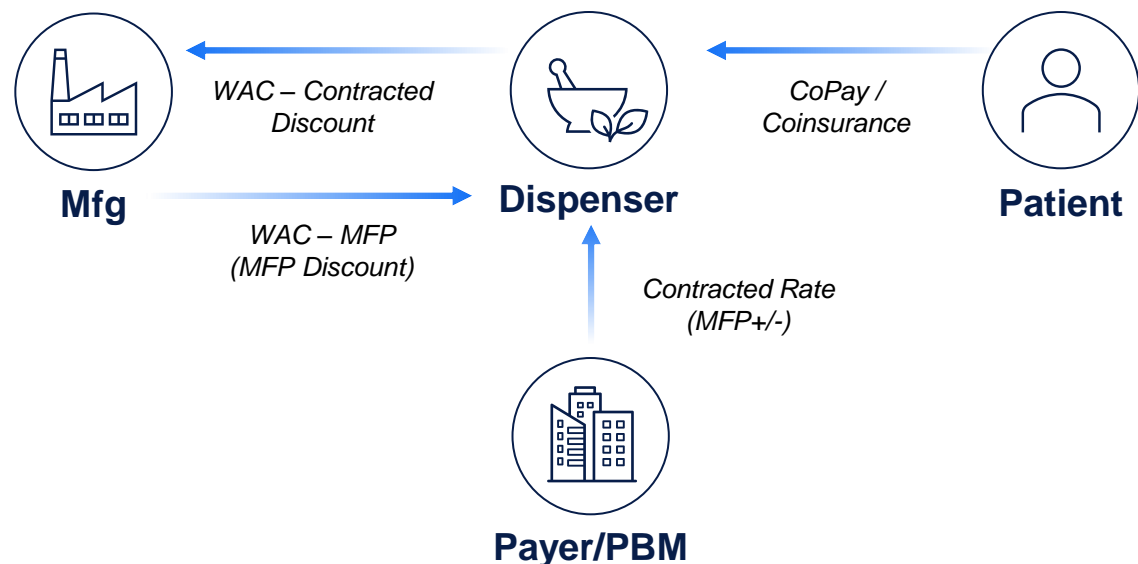 WAC – Contracted
Discount
CoPay /
Coinsurance
Mfg
Dispenser
Patient
WAC – MFP
(MFP Discount)
Contracted Rate
(MFP+/-)
Payer/PBM